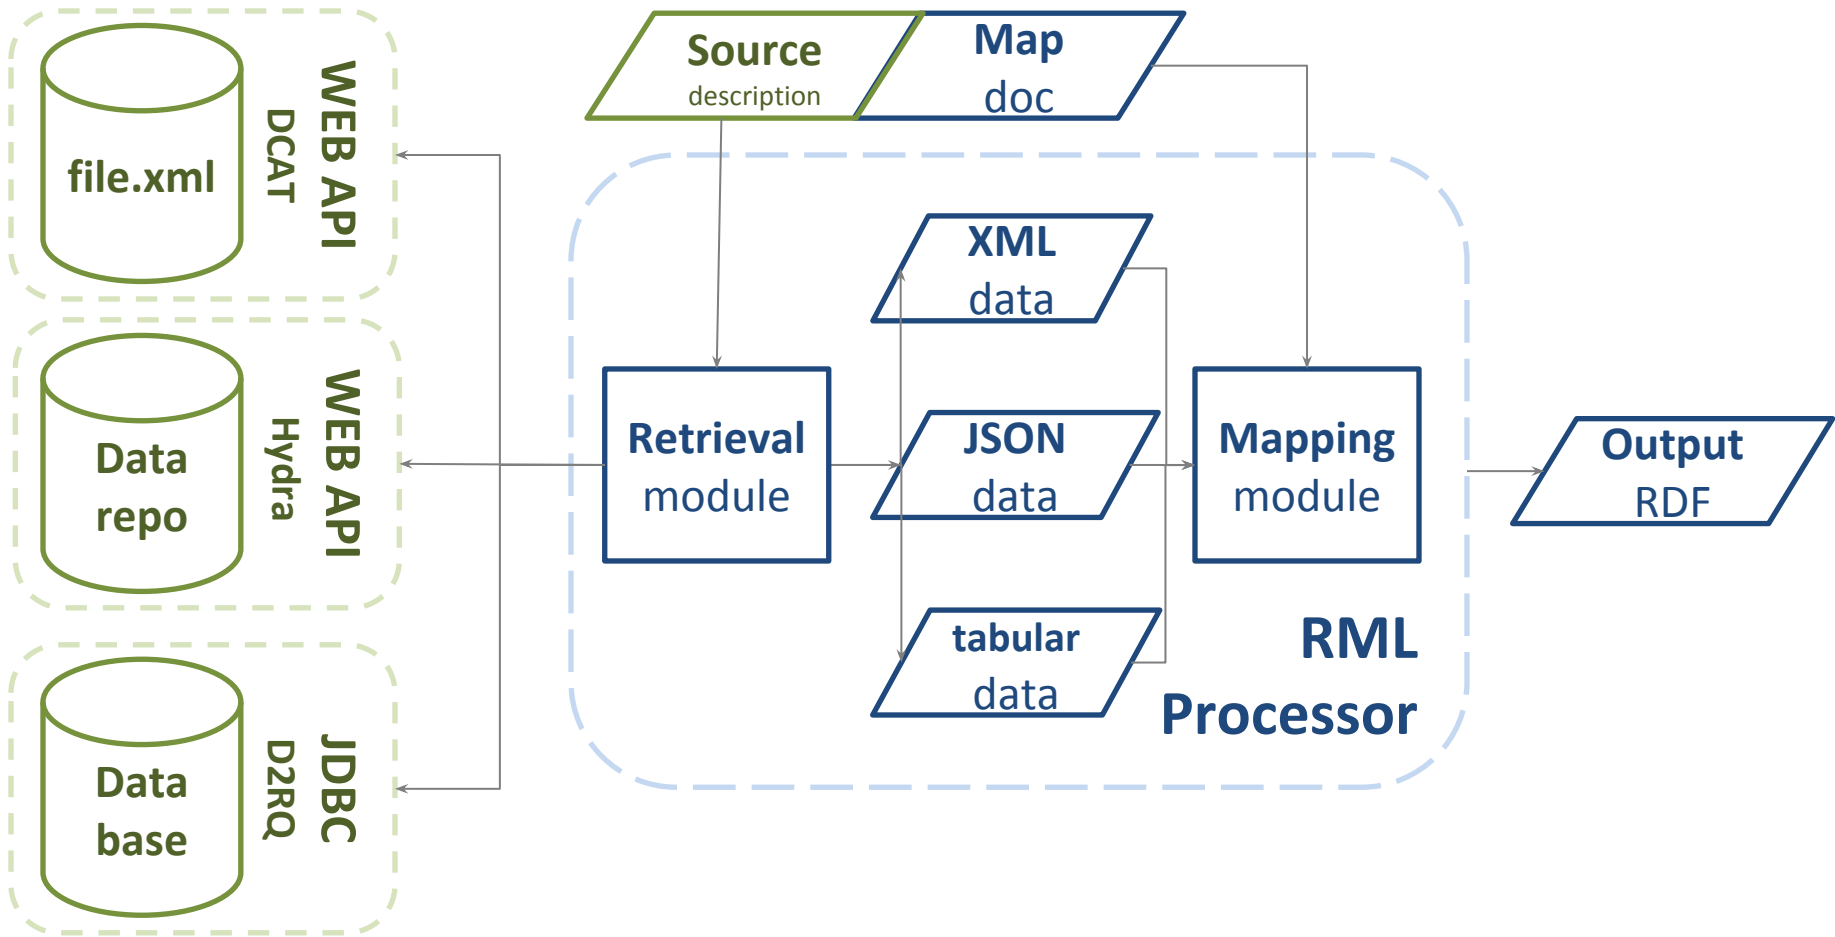 Source
description
Map
doc
file.xml
DCAT
WEB API
Data
repo
Hydra
WEB API
Data
base
D2RQ
JDBC
Retrieval
module
XML
data
JSON
data
tabular
data
Mapping
module
RML
Processor
Output
RDF